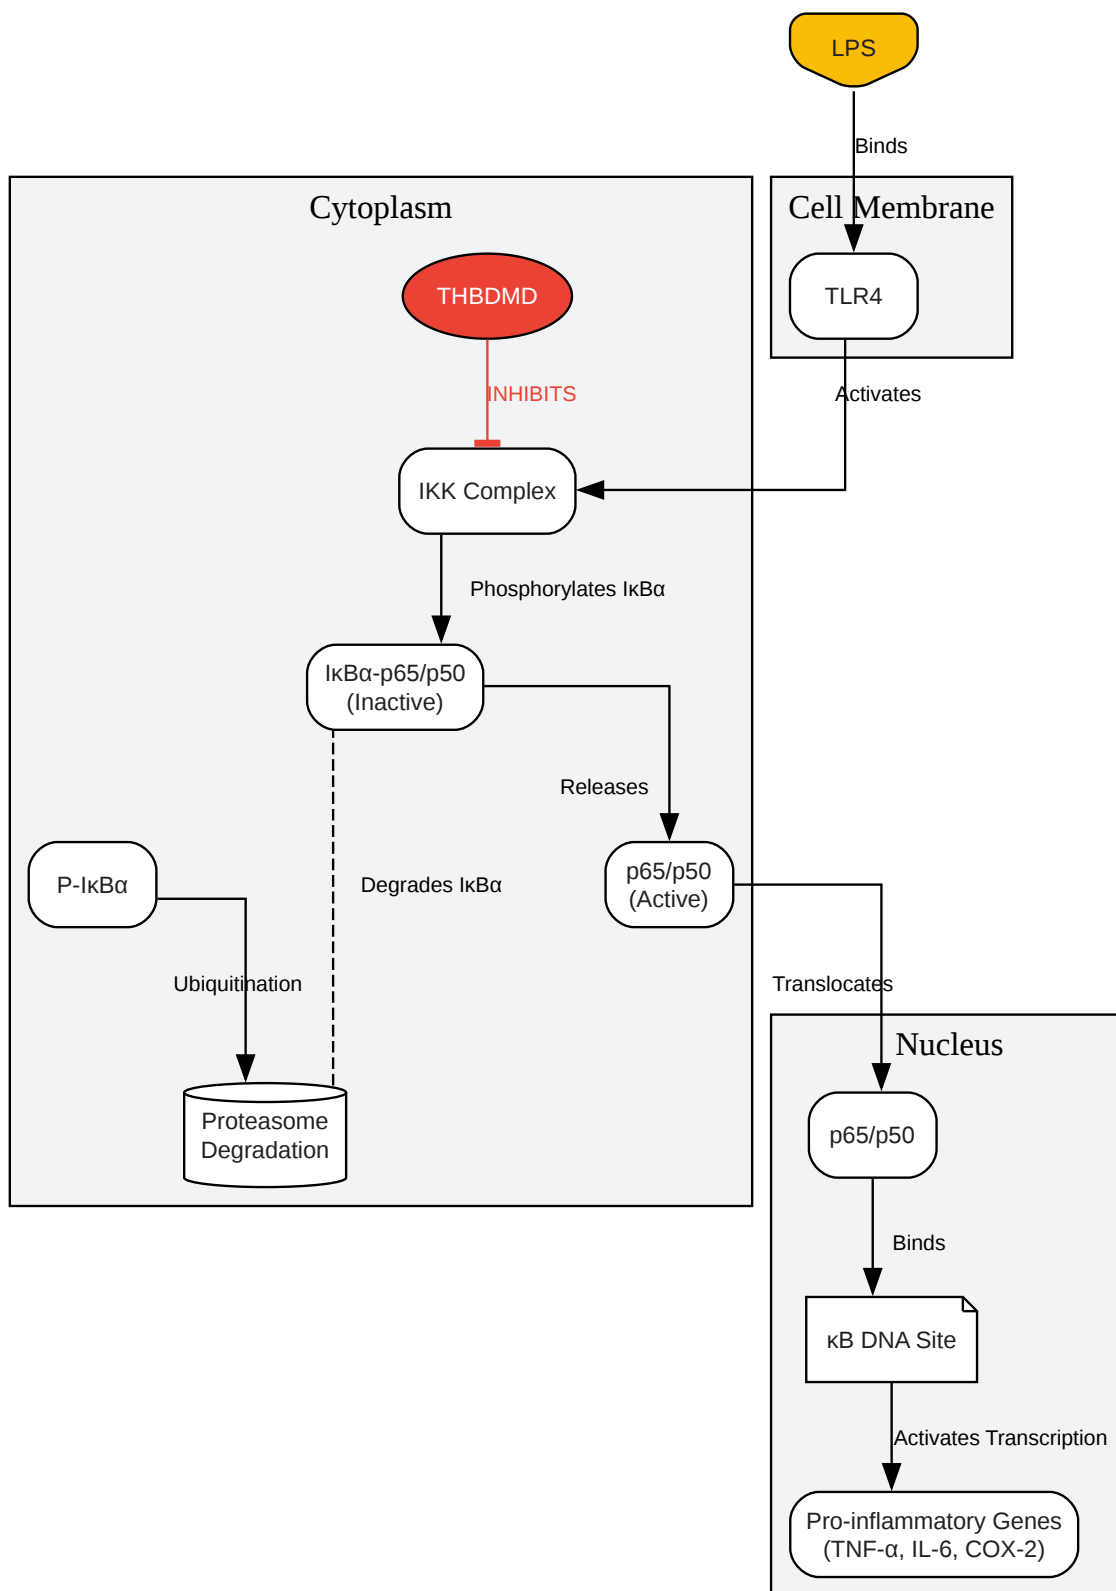 LPS
Binds
Cytoplasm
Cell Membrane
THBDMD
TLR4
INHIBITS
Activates
IKK Complex
Phosphorylates IκBα
IκBα-p65/p50
(Inactive)
Releases
P-IκBα
Degrades IκBα
p65/p50
(Active)
Ubiquitination
Translocates
Nucleus
Proteasome
Degradation
p65/p50
Binds
κB DNA Site
Activates Transcription
Pro-inflammatory Genes
(TNF-α, IL-6, COX-2)